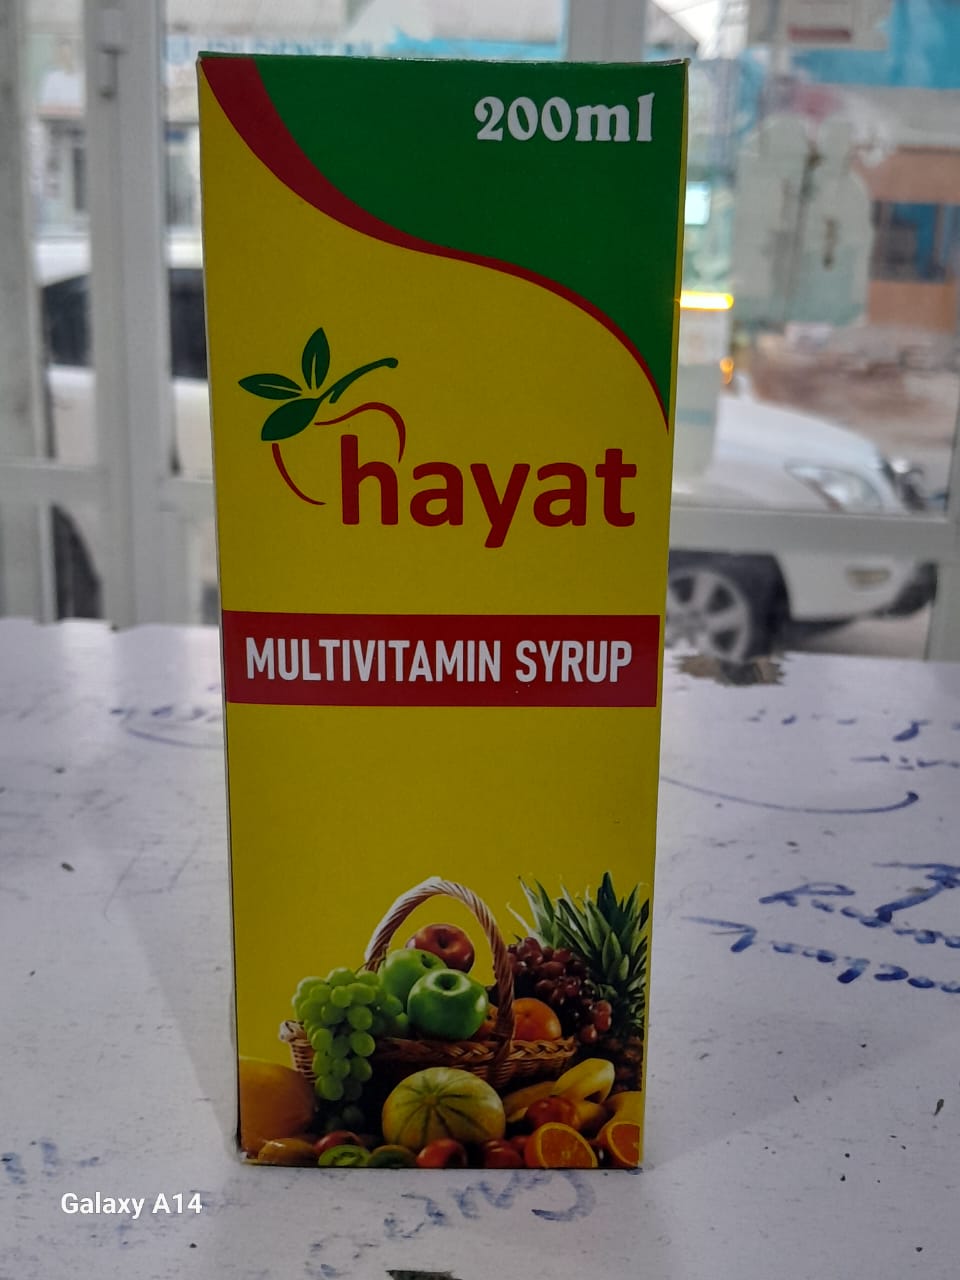 200ml
hayat
MULTIVITAMIN SYRUP
Galaxy A14